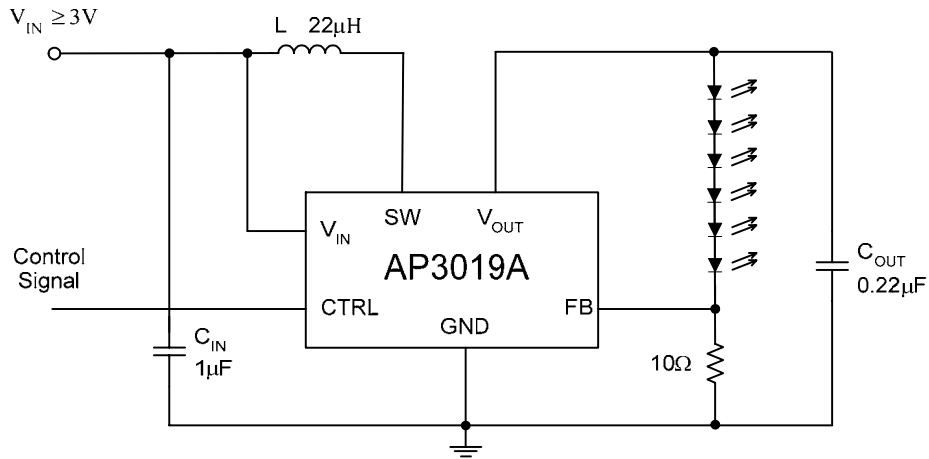 V_IN ≥ 3V
L 22µH
V_IN
SW
V_OUT
AP3019A
Control
Signal
CTRL
FB
GND
C_IN
1µF
10Ω
C_OUT
0.22µF